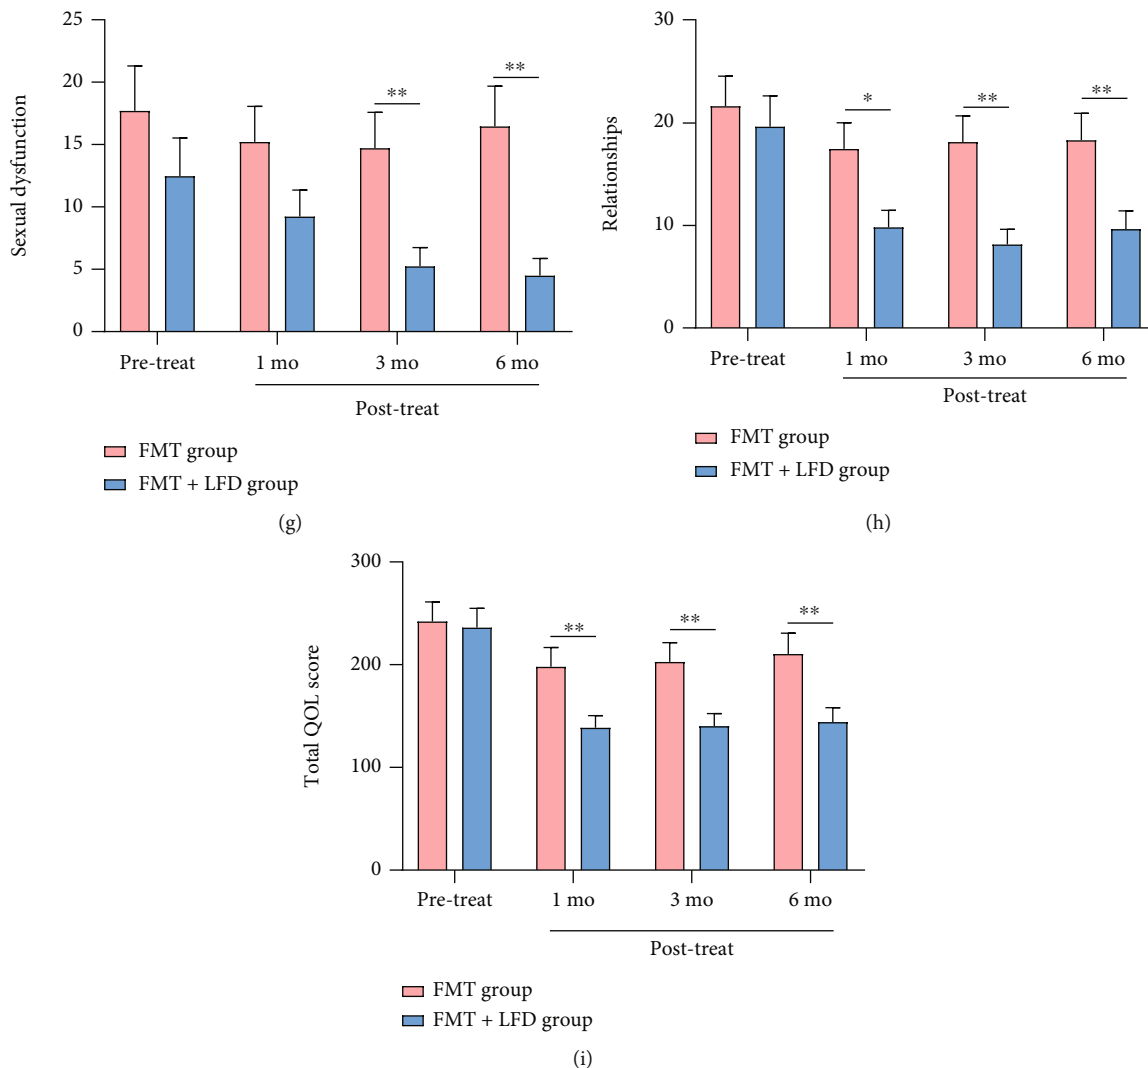 25
20
15
10
5
0
Sexual dysfunction
**
**
Pre-treat
1 mo
3 mo
6 mo
Post-treat
FMT group
FMT + LFD group
(g)
30
20
10
0
Relationships
*
**
**
Pre-treat
1 mo
3 mo
6 mo
Post-treat
FMT group
FMT + LFD group
(h)
300
200
100
0
Total QOL score
**
**
**
Pre-treat
1 mo
3 mo
6 mo
Post-treat
FMT group
FMT + LFD group
(i)